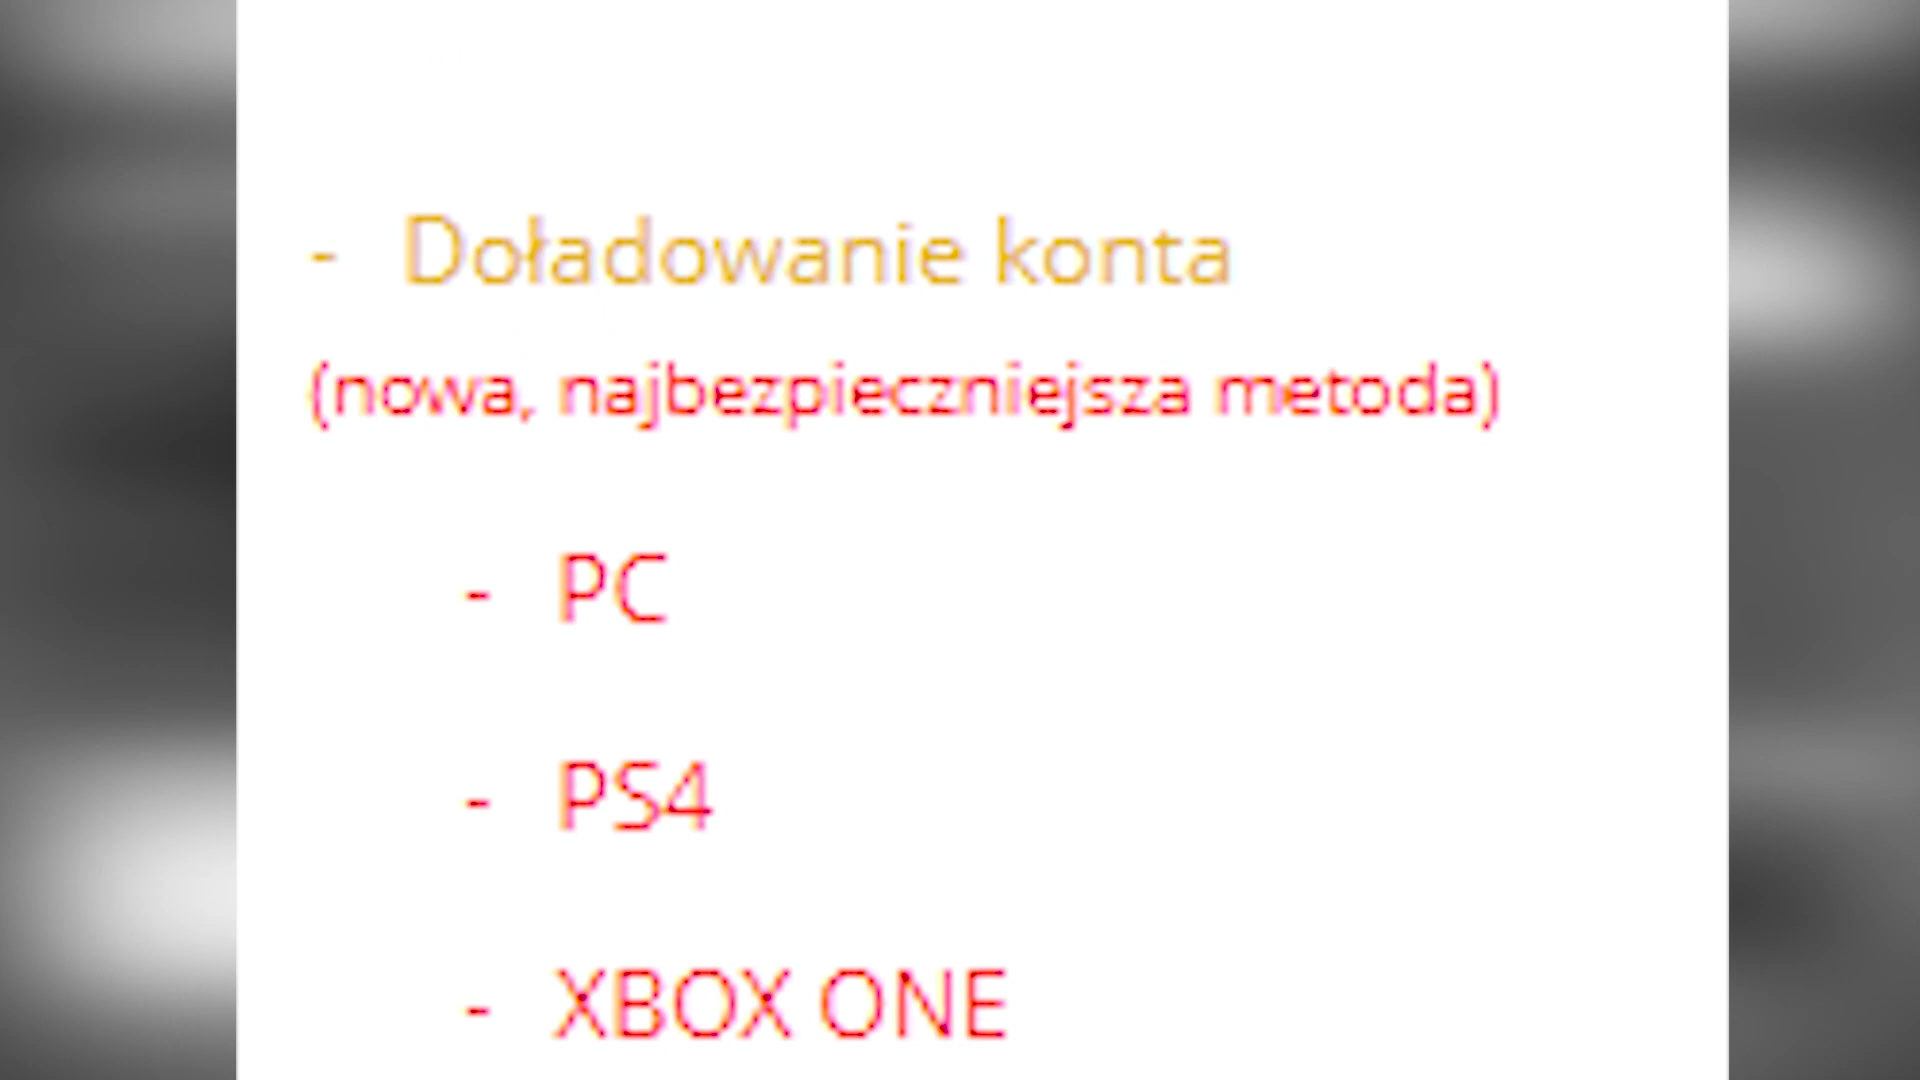 - Doładowanie konta
(nowa, najbezpieczniejsza metoda)
- PC
- PS4
- XBOX ONE